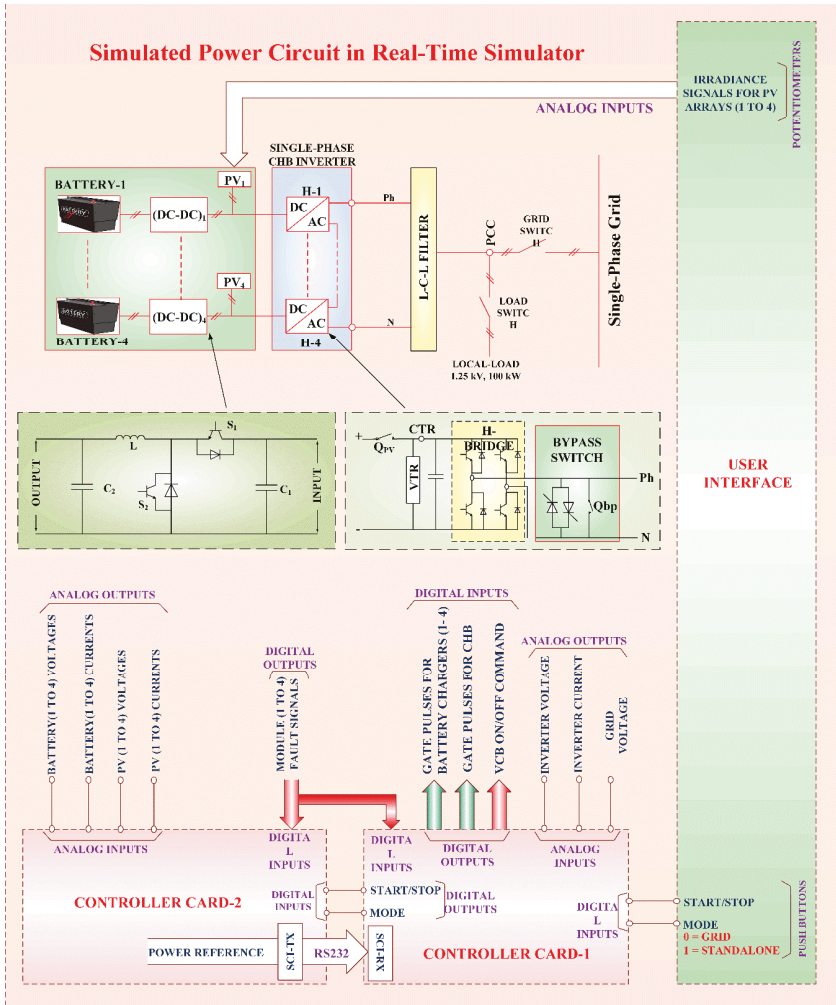 Simulated Power Circuit in Real-Time Simulator
IRRADIANCE
SIGNALS FOR PV
ARRAYS (1 TO 4)
POTENTIOMETERS
ANALOG INPUTS
SINGLE-PHASE
CHB INVERTER
BATTERY-1
PV1
(DC-DC)1
H-1
DC
AC
Ph
L-C-L FILTER
PCC
GRID
SWITC
H
Single-Phase Grid
PV4
(DC-DC)4
DC
AC
H-4
N
BATTERY-4
LOAD
SWITC
H
LOCAL-LOAD
1.25 kV, 100 kW
OUTPUT
L
S1
C2
S2
C1
INPUT
+
QPV
CTR
VTR
-
H-
BRIDGE
BYPASS
SWITCH
Qbp
Ph
N
USER
INTERFACE
ANALOG OUTPUTS
BATTERY(1 TO 4) VOLTAGES
BATTERY(1 TO 4) CURRENTS
PV (1 TO 4) VOLTAGES
PV (1 TO 4) CURRENTS
DIGITAL
OUTPUTS
MODULE (1 TO 4)
FAULT SIGNALS
DIGITAL INPUTS
GATE PULSES FOR
BATTERY CHARGERS (1- 4)
GATE PULSES FOR CHB
VCB ON/OFF COMMAND
ANALOG OUTPUTS
INVERTER VOLTAGE
INVERTER CURRENT
GRID
VOLTAGE
ANALOG INPUTS
DIGITA
L
INPUTS
DIGITA
L
INPUTS
DIGITAL
OUTPUTS
ANALOG
INPUTS
CONTROLLER CARD-2
DIGITAL
INPUTS
START/STOP
MODE
DIGITAL
OUTPUTS
DIGITA
L
INPUTS
START/STOP
MODE
0 = GRID
1 = STANDALONE
PUSH BUTTONS
POWER REFERENCE
SCI-TX
RS232
SCI-RX
CONTROLLER CARD-1